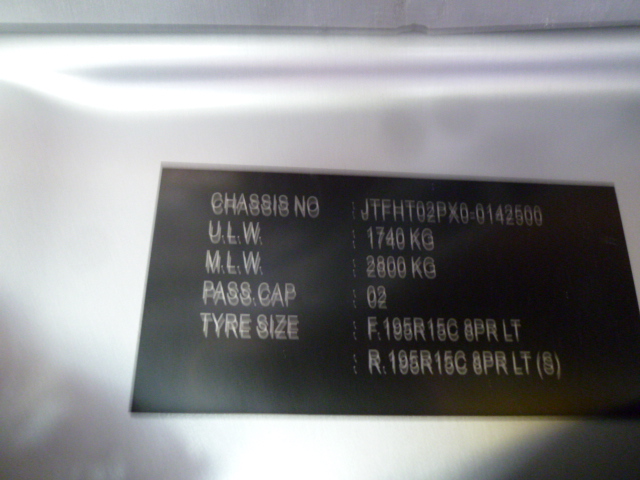 CHASSIS NO : JTFHT02PX0-0142500
U.L.W. : 1740 KG
M.L.W. : 2800 KG
PASS.CAP : 02
TYRE SIZE : F.195R15C 8PR LT
: R.195R15C 8PR LT (S)